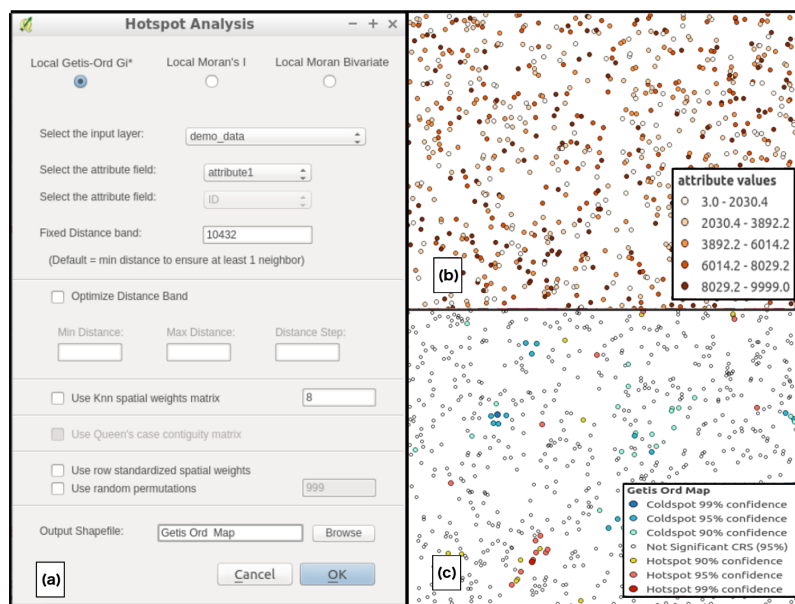 Hotspot Analysis
Local Getis-Ord Gi*
Local Moran's I
Local Moran Bivariate
Select the input layer:
demo_data
Select the attribute field:
attribute1
Select the attribute field:
ID
Fixed Distance band:
10432
(Default = min distance to ensure at least 1 neighbor)
Optimize Distance Band
Min Distance:
Max Distance:
Distance Step:
Use Knn spatial weights matrix
8
Use Queen's case contiguity matrix
Use row standardized spatial weights
Use random permutations
999
Output Shapefile:
Getis Ord Map
Browse
(a)
Cancel
OK
attribute values
3.0 - 2030.4
2030.4 - 3892.2
3892.2 - 6014.2
6014.2 - 8029.2
8029.2 - 9999.0
(b)
Getis Ord Map
Coldspot 99% confidence
Coldspot 95% confidence
Coldspot 90% confidence
Not Significant CRS (95%)
Hotspot 90% confidence
Hotspot 95% confidence
Hotspot 99% confidence
(c)